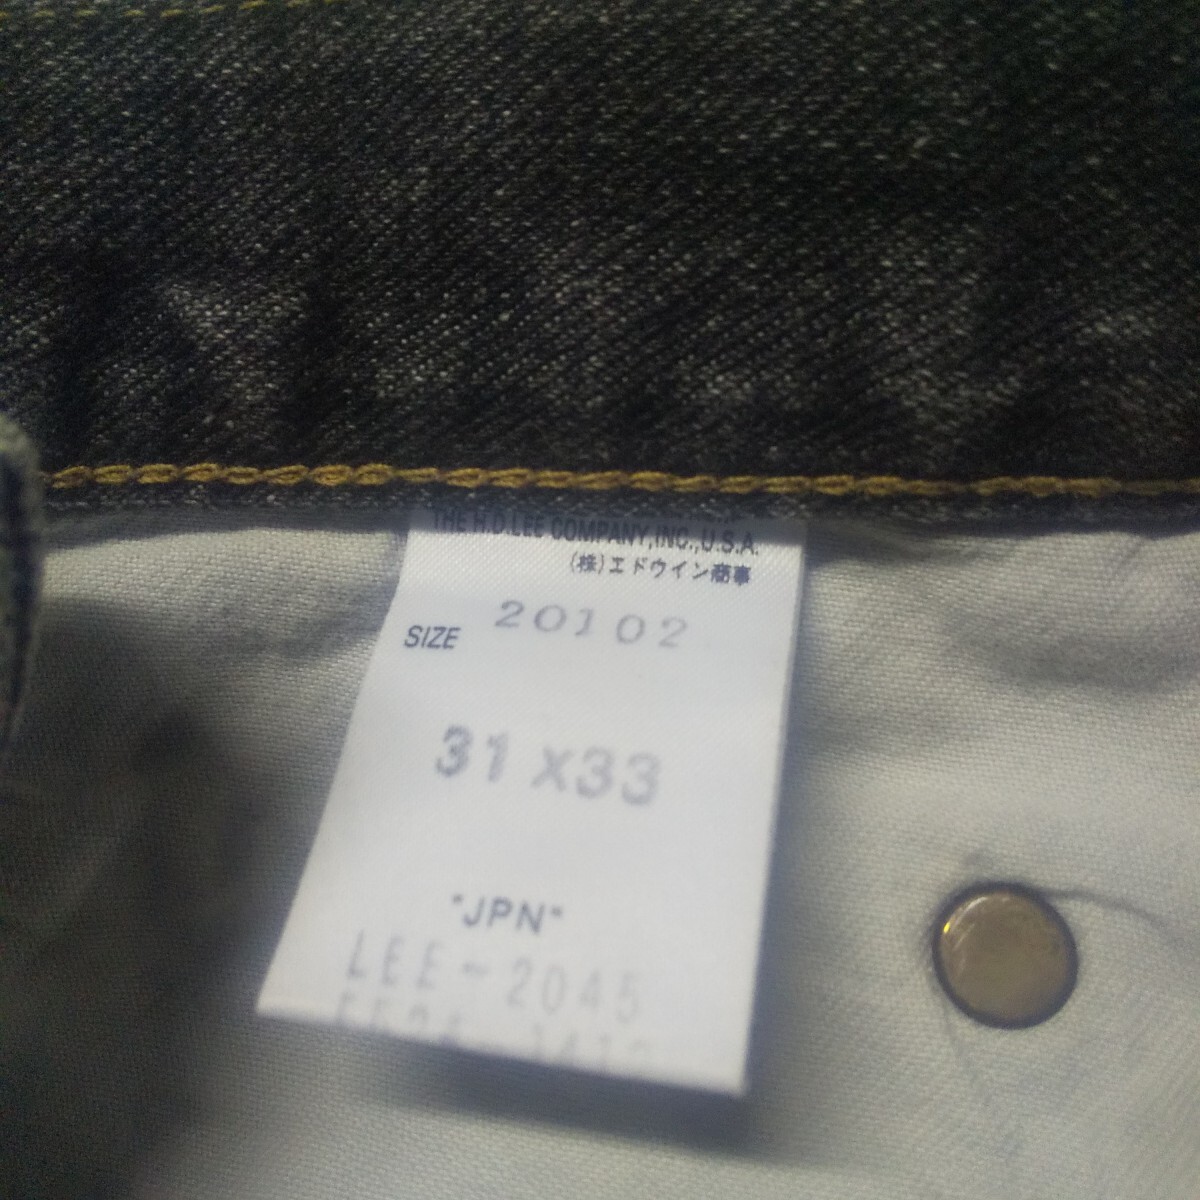 THE H.D.LEE COMPANY,INC.,U.S.A.
(株)エドウイン商事
SIZE 20102
31 x33
"JPN"
LEE-2045